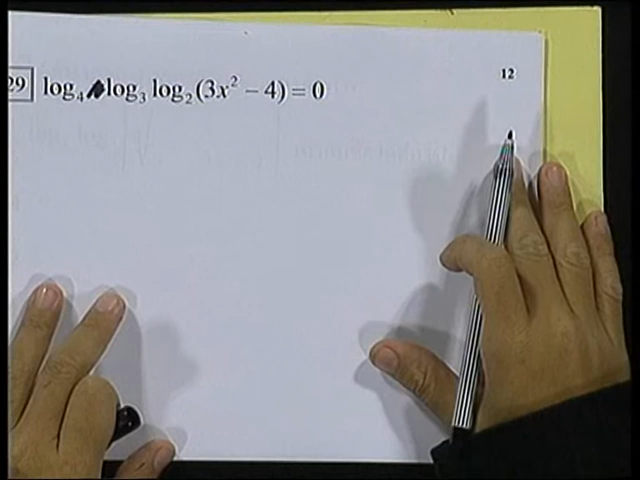 12
29 log₄ log₃ log₂(3x² − 4) = 0